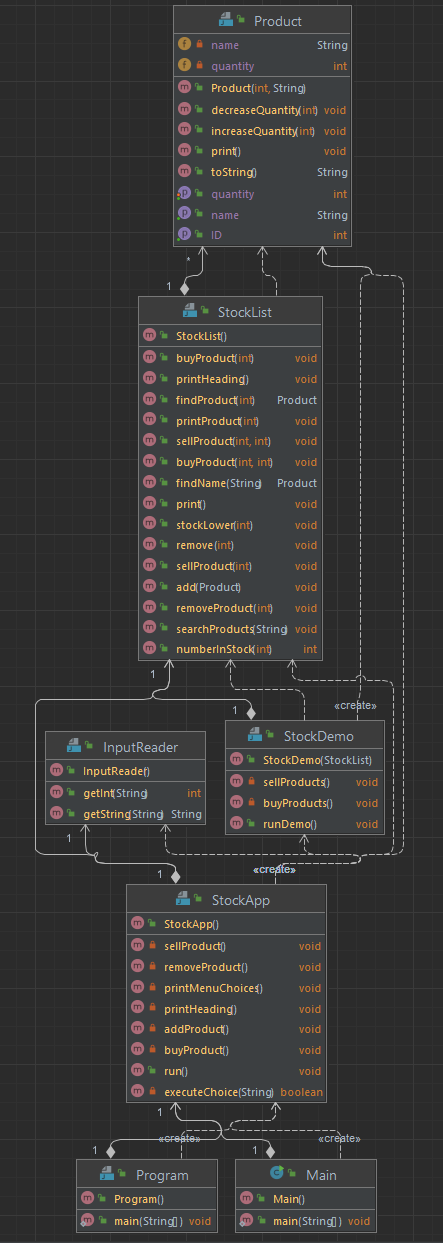 Product
name String
quantity int
Product(int, String)
decreaseQuantity(int) void
increaseQuantity(int) void
print() void
toString() String
quantity int
name String
ID int
*
1
StockList
StockList()
buyProduct(int) void
printHeading() void
findProduct(int) Product
printProduct(int) void
sellProduct(int, int) void
buyProduct(int, int) void
findName(String) Product
print() void
stockLower(int) void
remove(int) void
sellProduct(int) void
add(Product) void
removeProduct(int) void
searchProducts(String) void
numberInStock(int) int
1
1
«create»
InputReader
InputReader()
getInt(String) int
getString(String) String
StockDemo
StockDemo(StockList)
sellProducts() void
buyProducts() void
runDemo() void
1
1
«create»
StockApp
StockApp()
sellProduct() void
removeProduct() void
printMenuChoices() void
printHeading() void
addProduct() void
buyProduct() void
run() void
executeChoice(String) boolean
1
1
«create»
1
«create»
Program
Program()
main(String[]) void
Main
Main()
main(String[]) void